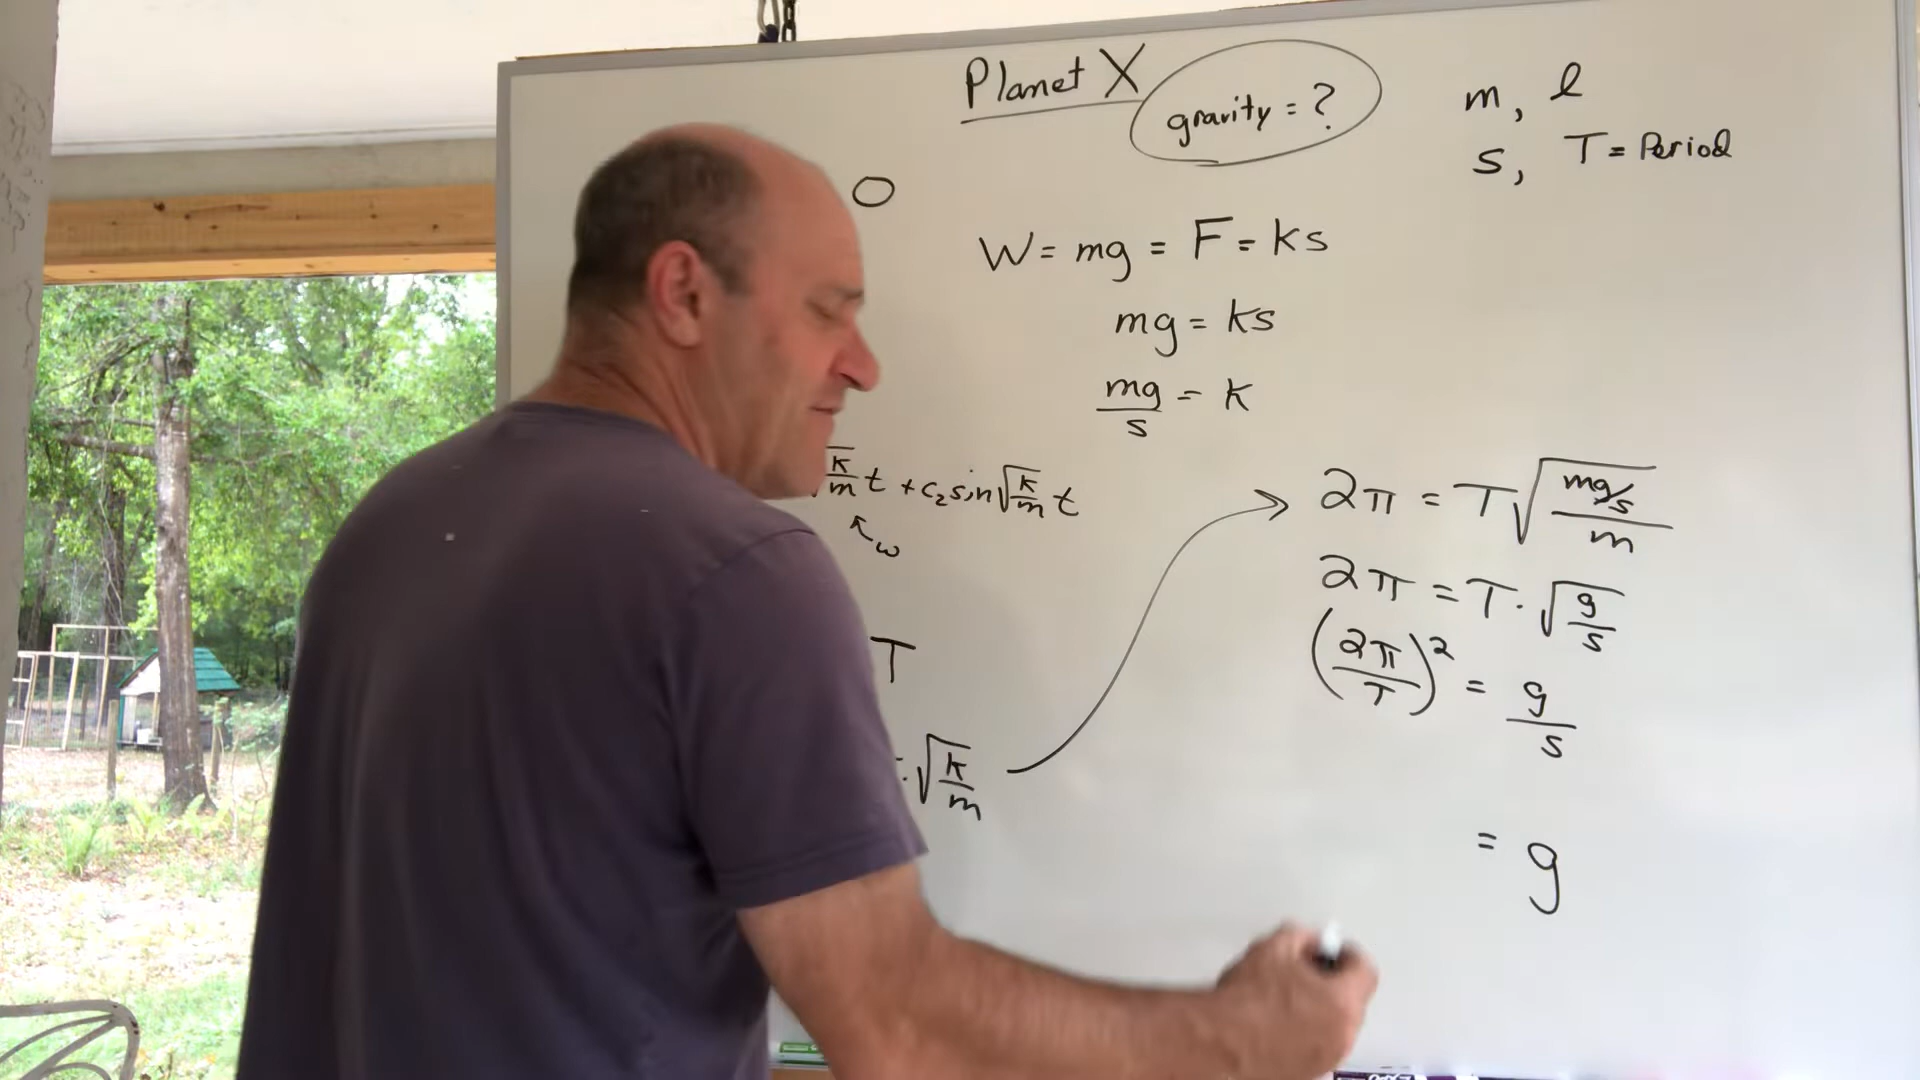 Planet X
gravity = ?
m, l
s, T = Period
O
W = mg = F = ks
mg = ks
mg/s = k
√(k/m) t + c₂ sin √(k/m) t
↖ω
T
· √(k/m)
2π = T √((mg/s)/m)
2π = T · √(g/s)
(2π/T)² = g/s
= g